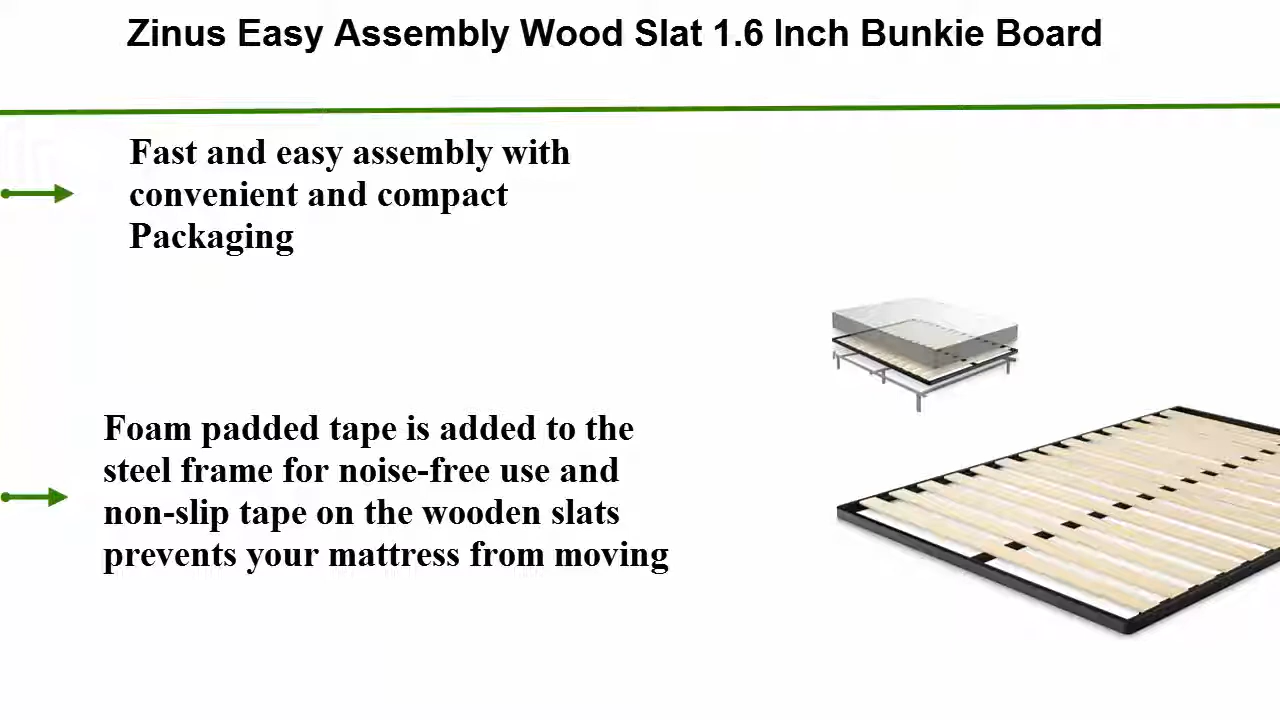 Zinus Easy Assembly Wood Slat 1.6 Inch Bunkie Board
Fast and easy assembly with
convenient and compact
Packaging
Foam padded tape is added to the
steel frame for noise-free use and
non-slip tape on the wooden slats
prevents your mattress from moving